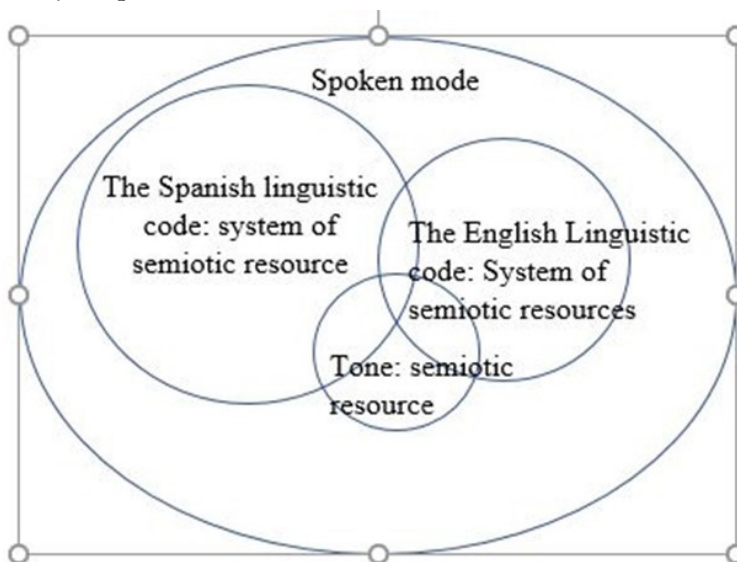 Spoken mode
The Spanish linguistic
code: system of
semiotic resource
The English Linguistic
code: System of
semiotic resources
Tone: semiotic
resource